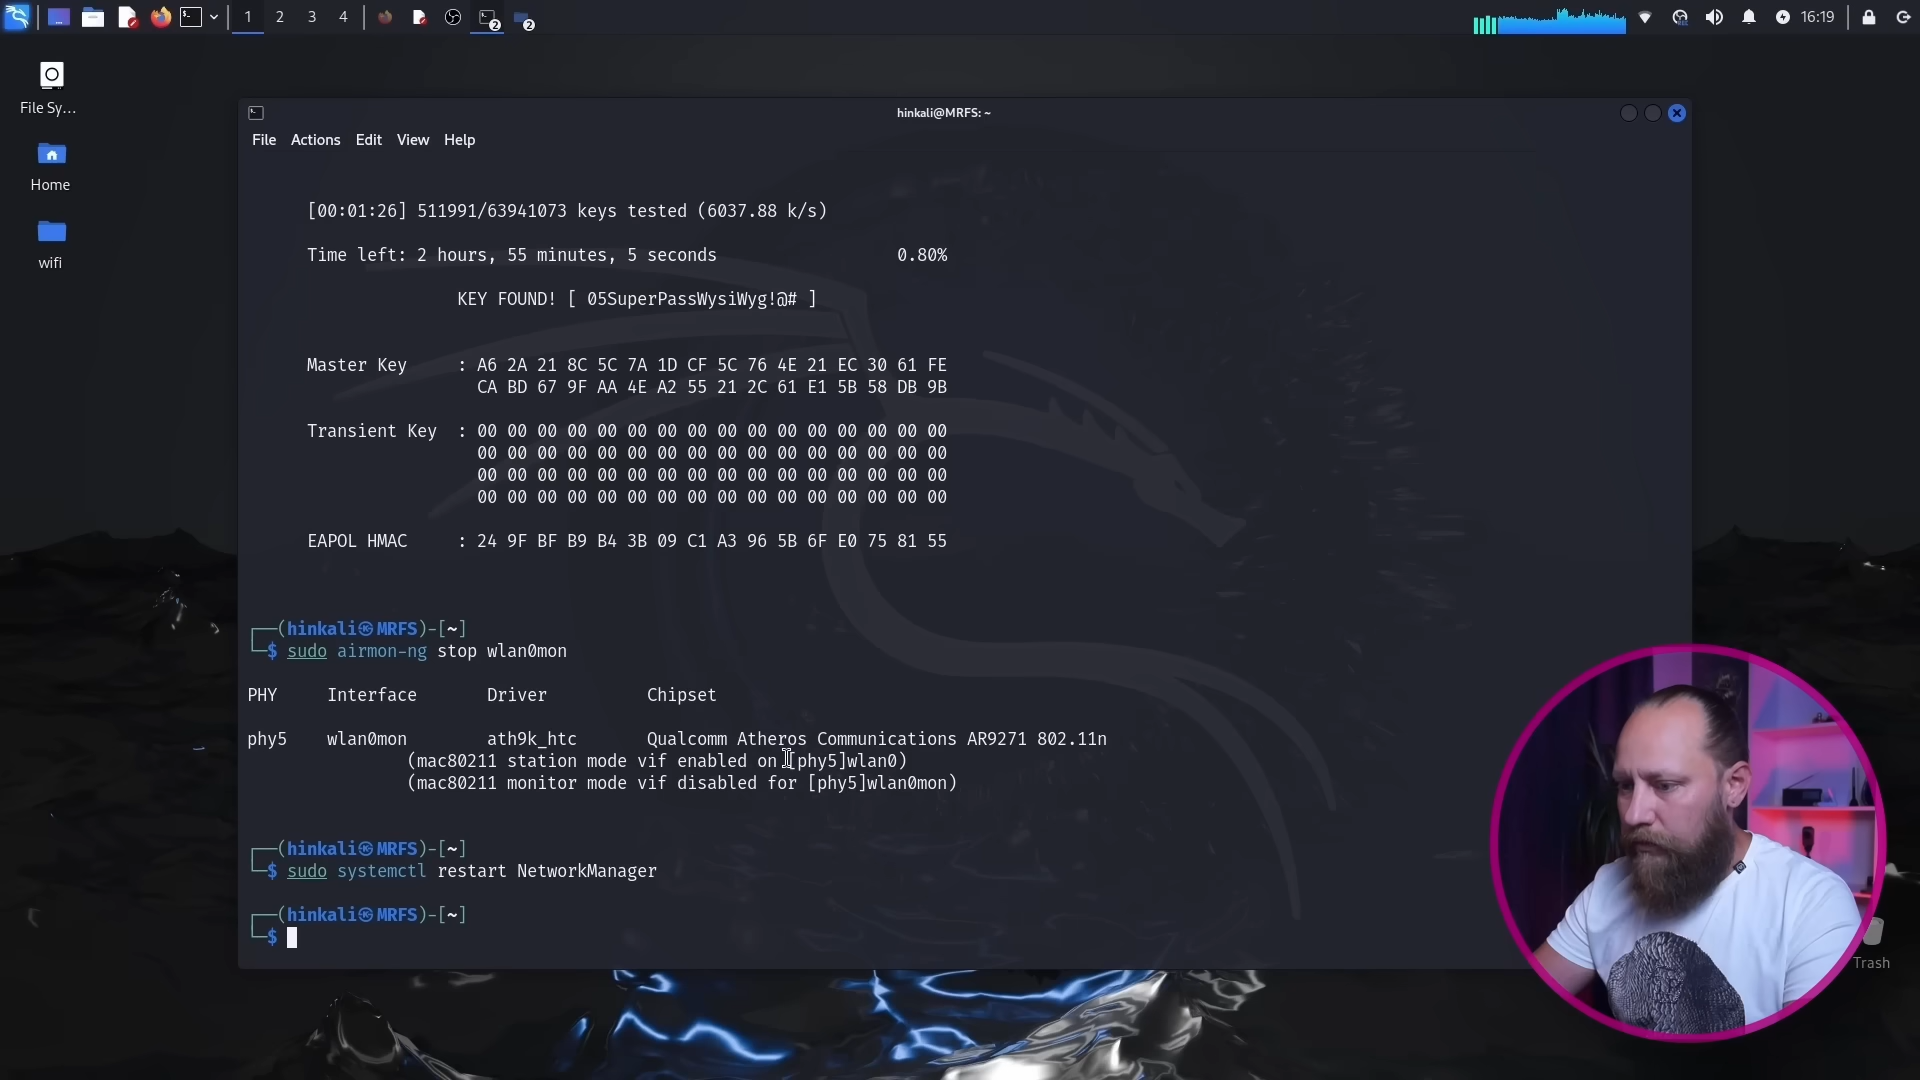 1 2 3 4 2 2 16:19
File Sy...
Home
wifi
hinkali@MRFS: ~
File Actions Edit View Help
[00:01:26] 511991/63941073 keys tested (6037.88 k/s)
Time left: 2 hours, 55 minutes, 5 seconds 0.80%
KEY FOUND! [ 05SuperPassWysiWyg!@# ]
Master Key : A6 2A 21 8C 5C 7A 1D CF 5C 76 4E 21 EC 30 61 FE
CA BD 67 9F AA 4E A2 55 21 2C 61 E1 5B 58 DB 9B
Transient Key : 00 00 00 00 00 00 00 00 00 00 00 00 00 00 00 00
00 00 00 00 00 00 00 00 00 00 00 00 00 00 00 00
00 00 00 00 00 00 00 00 00 00 00 00 00 00 00 00
00 00 00 00 00 00 00 00 00 00 00 00 00 00 00 00
EAPOL HMAC : 24 9F BF B9 B4 3B 09 C1 A3 96 5B 6F E0 75 81 55
┌──(hinkali㉿MRFS)-[~]
└─$ sudo airmon-ng stop wlan0mon
PHY Interface Driver Chipset
phy5 wlan0mon ath9k_htc Qualcomm Atheros Communications AR9271 802.11n
(mac80211 station mode vif enabled on [phy5]wlan0)
(mac80211 monitor mode vif disabled for [phy5]wlan0mon)
┌──(hinkali㉿MRFS)-[~]
└─$ sudo systemctl restart NetworkManager
┌──(hinkali㉿MRFS)-[~]
└─$
Trash